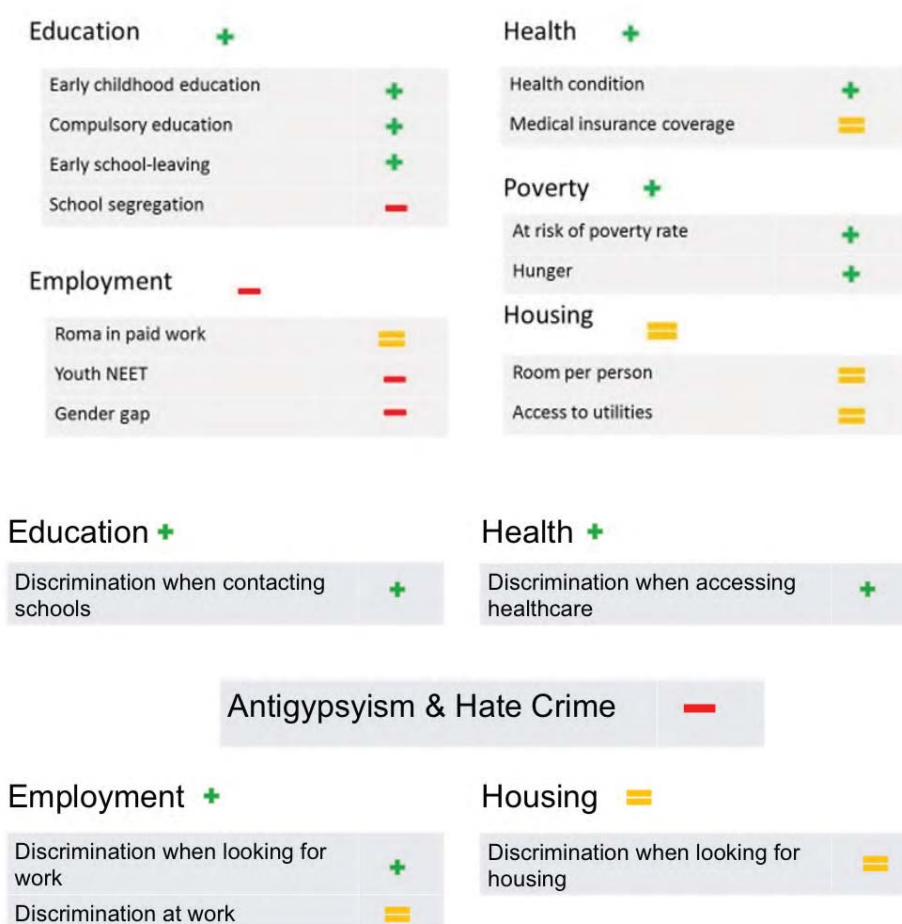 Education +
Early childhood education +
Compulsory education +
Early school-leaving +
School segregation −
Employment −
Roma in paid work =
Youth NEET −
Gender gap −
Health +
Health condition +
Medical insurance coverage =
Poverty +
At risk of poverty rate +
Hunger +
Housing =
Room per person =
Access to utilities =
Education +
Discrimination when contacting
schools +
Health +
Discrimination when accessing
healthcare +
Antigypsyism & Hate Crime −
Employment +
Discrimination when looking for
work +
Discrimination at work =
Housing =
Discrimination when looking for
housing =